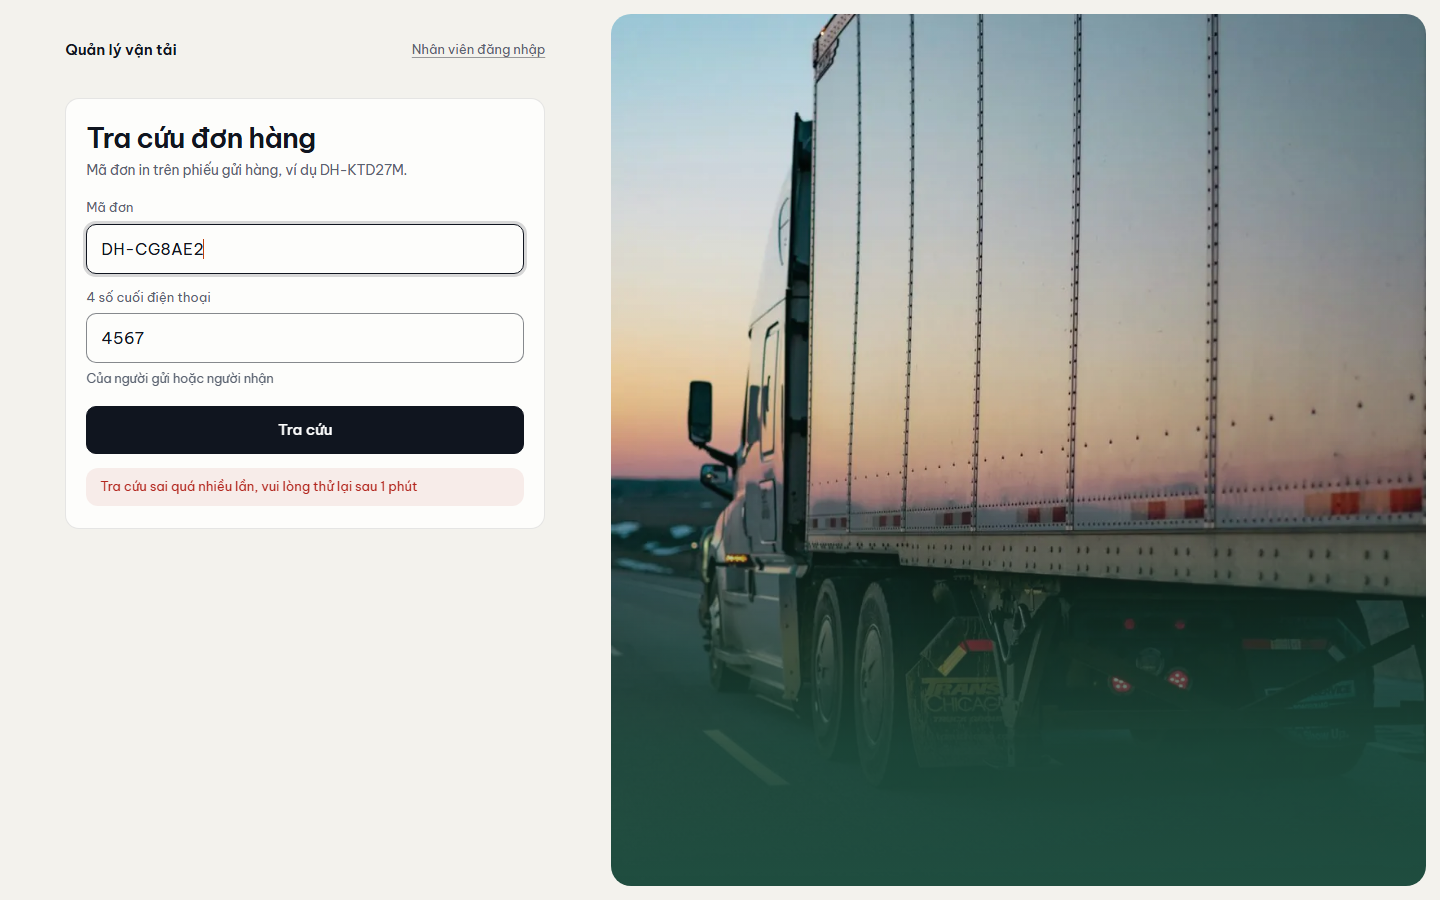 Quản lý vận tải
Nhân viên đăng nhập
Tra cứu đơn hàng
Mã đơn in trên phiếu gửi hàng, ví dụ DH-KTD27M.
Mã đơn
DH-CG8AE2
4 số cuối điện thoại
4567
Của người gửi hoặc người nhận
Tra cứu
Tra cứu sai quá nhiều lần, vui lòng thử lại sau 1 phút
TRANS
CHICAG